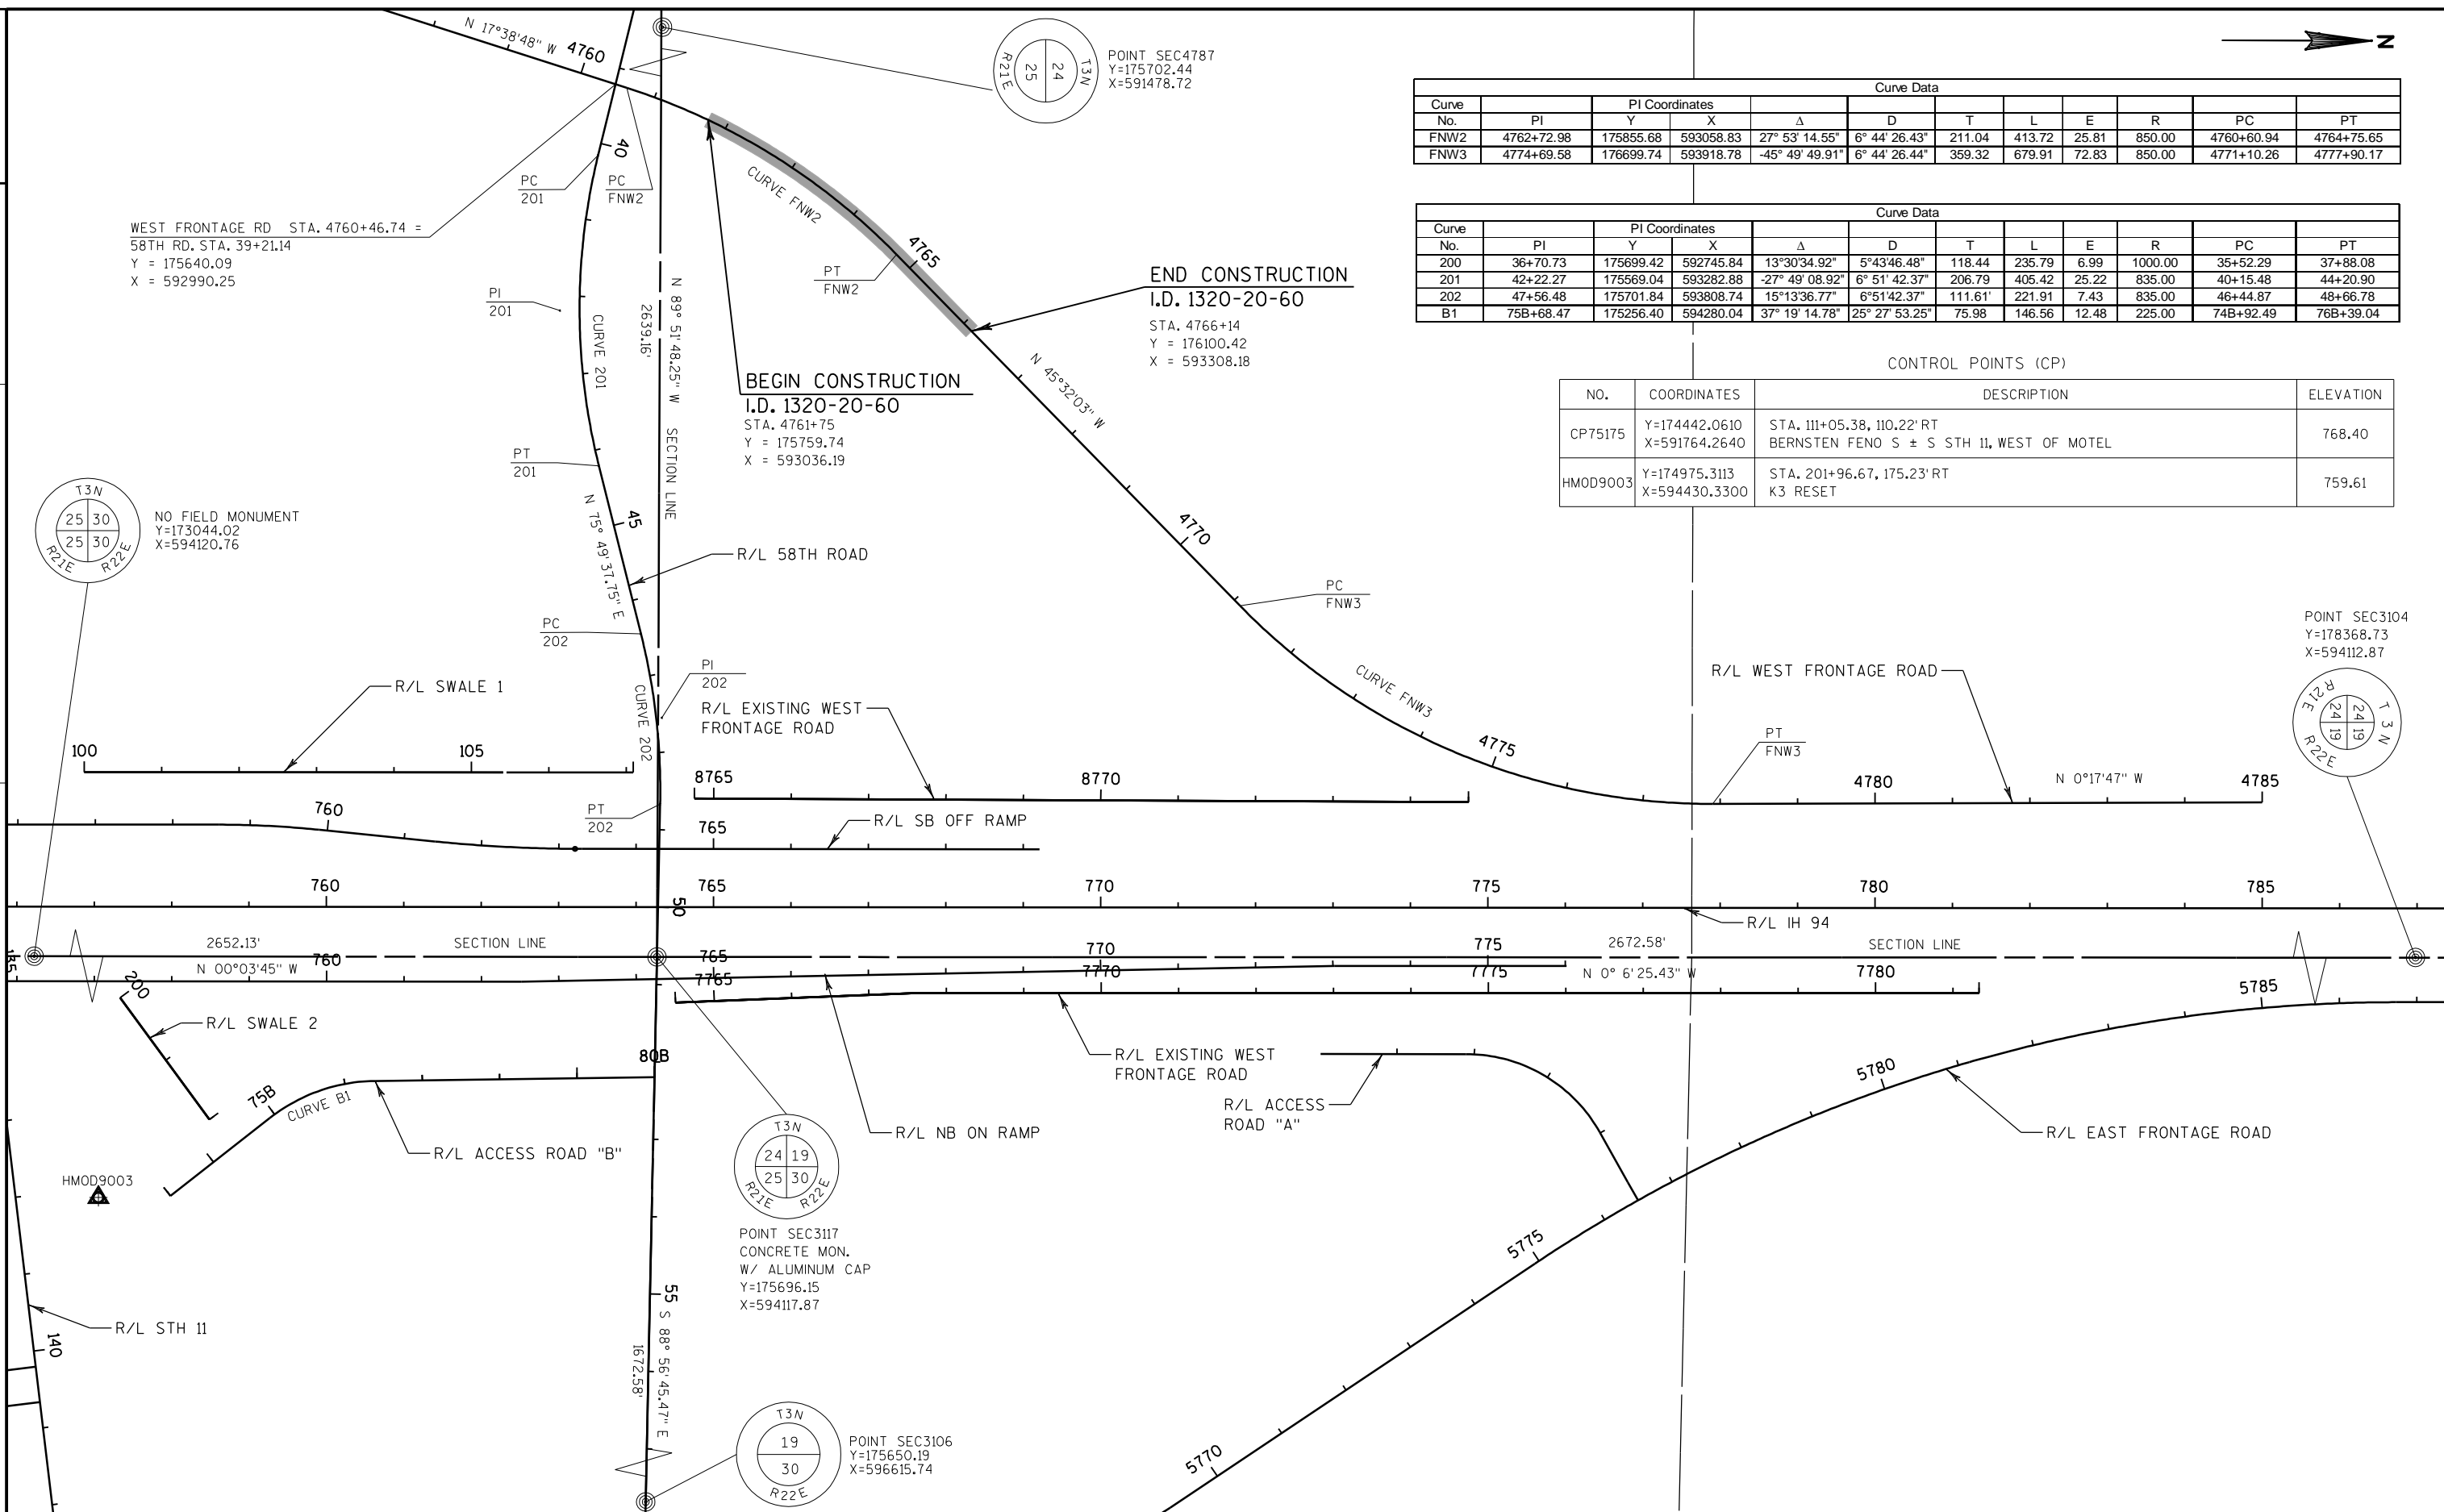 N 17°38'48" W
4760
T3N
R21E
24
25
POINT SEC4787
Y=175702.44
X=591478.72
N
Curve Data
Curve PI Coordinates
No. PI Y X Δ D T L E R PC PT
FNW2 4762+72.98 175855.68 593058.83 27° 53' 14.55" 6° 44' 26.43" 211.04 413.72 25.81 850.00 4760+60.94 4764+75.65
FNW3 4774+69.58 176699.74 593918.78 -45° 49' 49.91" 6° 44' 26.44" 359.32 679.91 72.83 850.00 4771+10.26 4777+90.17
Curve Data
Curve PI Coordinates
No. PI Y X Δ D T L E R PC PT
200 36+70.73 175699.42 592745.84 13°30'34.92" 5°43'46.48" 118.44 235.79 6.99 1000.00 35+52.29 37+88.08
201 42+22.27 175569.04 593282.88 -27° 49' 08.92" 6° 51' 42.37" 206.79 405.42 25.22 835.00 40+15.48 44+20.90
202 47+56.48 175701.84 593808.74 15°13'36.77" 6°51'42.37" 111.61' 221.91 7.43 835.00 46+44.87 48+66.78
B1 75B+68.47 175256.40 594280.04 37° 19' 14.78" 25° 27' 53.25" 75.98 146.56 12.48 225.00 74B+92.49 76B+39.04
CONTROL POINTS (CP)
NO. COORDINATES DESCRIPTION ELEVATION
CP75175 Y=174442.0610 STA. 111+05.38, 110.22' RT 768.40
X=591764.2640 BERNSTEN FENO S ± S STH 11, WEST OF MOTEL
HMOD9003 Y=174975.3113 STA. 201+96.67, 175.23' RT 759.61
X=594430.3300 K3 RESET
40
PC
201
PC
FNW2
CURVE FNW2
WEST FRONTAGE RD STA. 4760+46.74 =
58TH RD. STA. 39+21.14
Y = 175640.09
X = 592990.25
4765
PT
FNW2
END CONSTRUCTION
I.D. 1320-20-60
STA. 4766+14
Y = 176100.42
X = 593308.18
PI
201
CURVE 201
2639.16'
N 89° 51' 48.25" W SECTION LINE
BEGIN CONSTRUCTION
I.D. 1320-20-60
STA. 4761+75
Y = 175759.74
X = 593036.19
N 45°32'03" W
PT
201
T3N
25 30
25 30
R21E R22E
NO FIELD MONUMENT
Y=173044.02
X=594120.76
45
N 75° 49' 37.75" E
R/L 58TH ROAD
4770
PC
FNW3
PC
202
POINT SEC3104
Y=178368.73
X=594112.87
T 3 N
R21E
24 19
24 19
R22E
PI
202
R/L SWALE 1
CURVE 202
R/L EXISTING WEST
FRONTAGE ROAD
CURVE FNW3
R/L WEST FRONTAGE ROAD
100 105
4775
PT
FNW3
8765 8770
4780 N 0°17'47" W 4785
760
PT
202
765
R/L SB OFF RAMP
760 765 770 775 780 785
50
R/L IH 94
135
2652.13' SECTION LINE
N 00°03'45" W
760 765 770 775
2672.58' SECTION LINE
7765 7770 7775
N 0° 6'25.43" W
7780
200
R/L SWALE 2
5785
80B
R/L EXISTING WEST
FRONTAGE ROAD
5780
75B
CURVE B1
R/L ACCESS
ROAD "A"
R/L ACCESS ROAD "B"
R/L NB ON RAMP
R/L EAST FRONTAGE ROAD
T3N
24 19
25 30
R21E R22E
HMOD9003
POINT SEC3117
CONCRETE MON.
W/ ALUMINUM CAP
Y=175696.15
X=594117.87
5775
55
R/L STH 11
140
1672.58'
S 88° 56' 45.47" E
T3N
19
30
R22E
POINT SEC3106
Y=175650.19
X=596615.74
5770